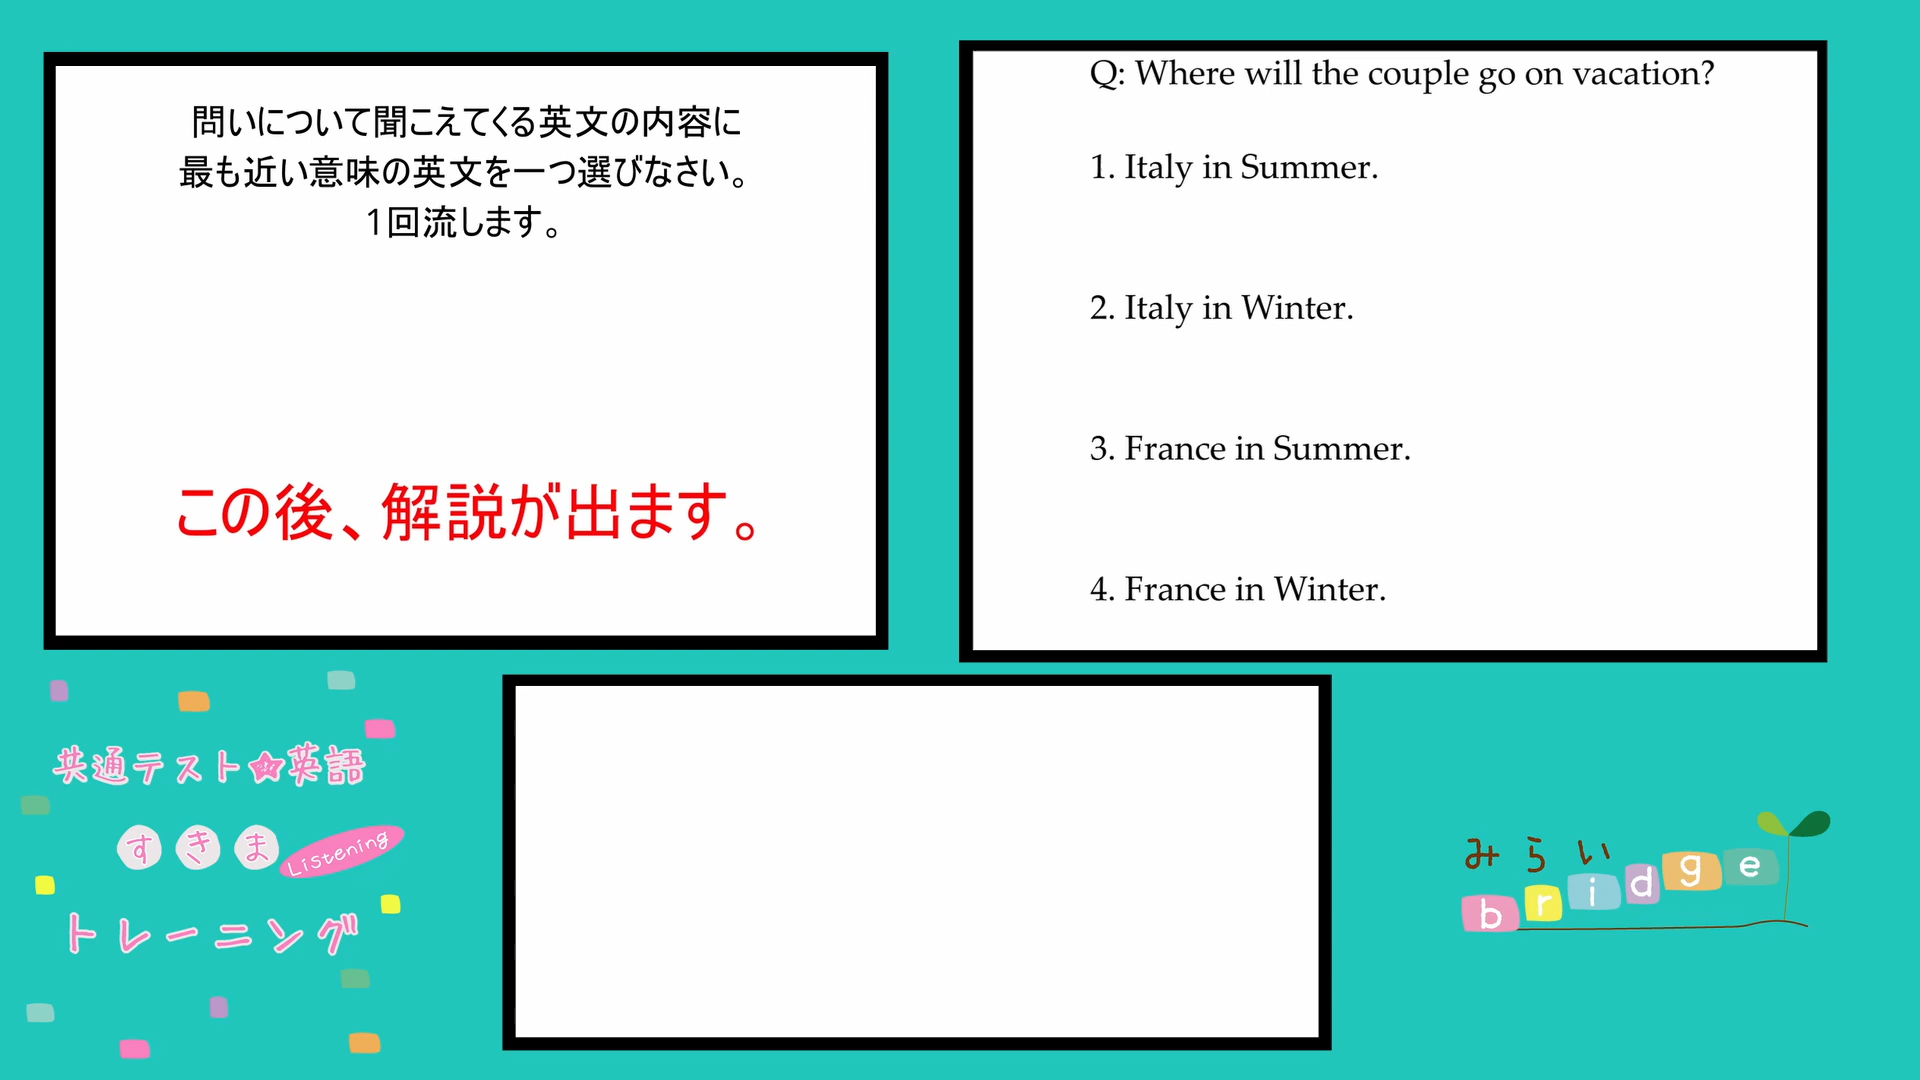 問いについて聞こえてくる英文の内容に
最も近い意味の英文を一つ選びなさい。
1回流します。
この後、解説が出ます。
Q: Where will the couple go on vacation?
1. Italy in Summer.
2. Italy in Winter.
3. France in Summer.
4. France in Winter.
共通テスト★英語
すきま Listening
トレーニング
みらい
bridge